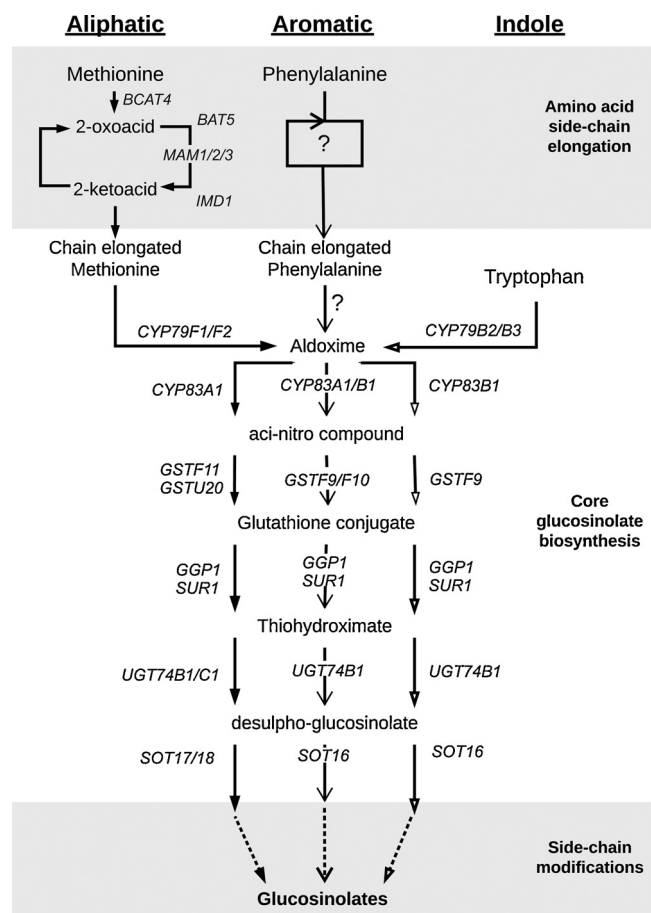 Aliphatic Aromatic Indole
Methionine Phenylalanine
BCAT4
Amino acid
side-chain
elongation
2-oxoacid BAT5
?
MAM1/2/3
2-ketoacid IMD1
Chain elongated Chain elongated
Methionine Phenylalanine
Tryptophan
?
CYP79F1/F2 CYP79B2/B3
Aldoxime
CYP83A1 CYP83A1/B1 CYP83B1
aci-nitro compound
GSTF11
GSTU20 GSTF9/F10 GSTF9
Core
glucosinolate
biosynthesis
Glutathione conjugate
GGP1 GGP1 GGP1
SUR1 SUR1 SUR1
Thiohydroximate
UGT74B1/C1 UGT74B1 UGT74B1
desulpho-glucosinolate
SOT17/18 SOT16 SOT16
Side-chain
modifications
Glucosinolates